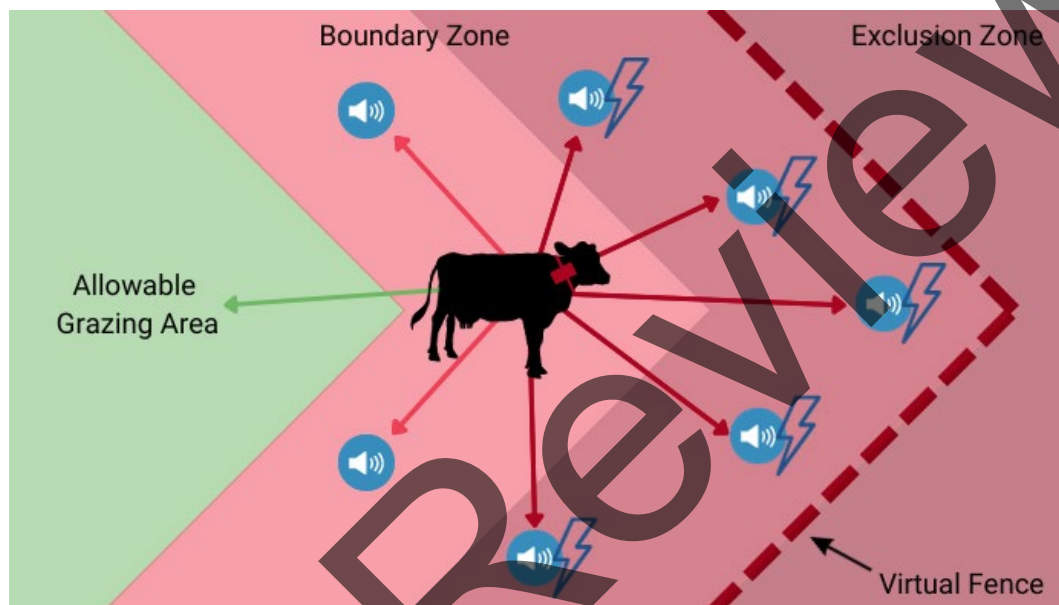 Boundary Zone
Exclusion Zone
Allowable
Grazing Area
Virtual Fence
Review